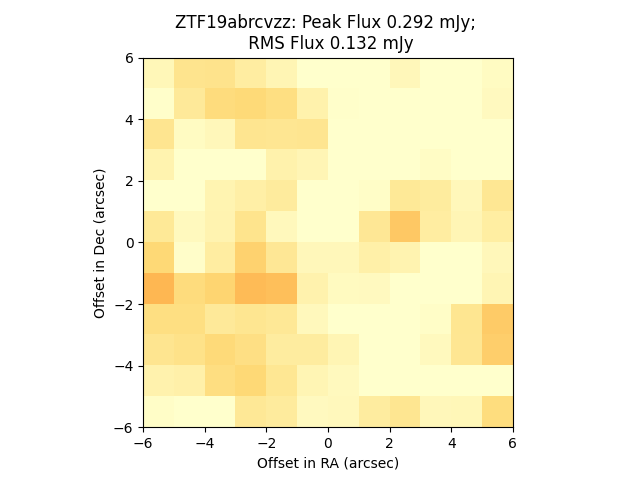 ZTF19abrcvzz: Peak Flux 0.292 mJy;
RMS Flux 0.132 mJy
6
4
2
0
−2
−4
−6
Offset in Dec (arcsec)
−6 −4 −2 0 2 4 6
Offset in RA (arcsec)